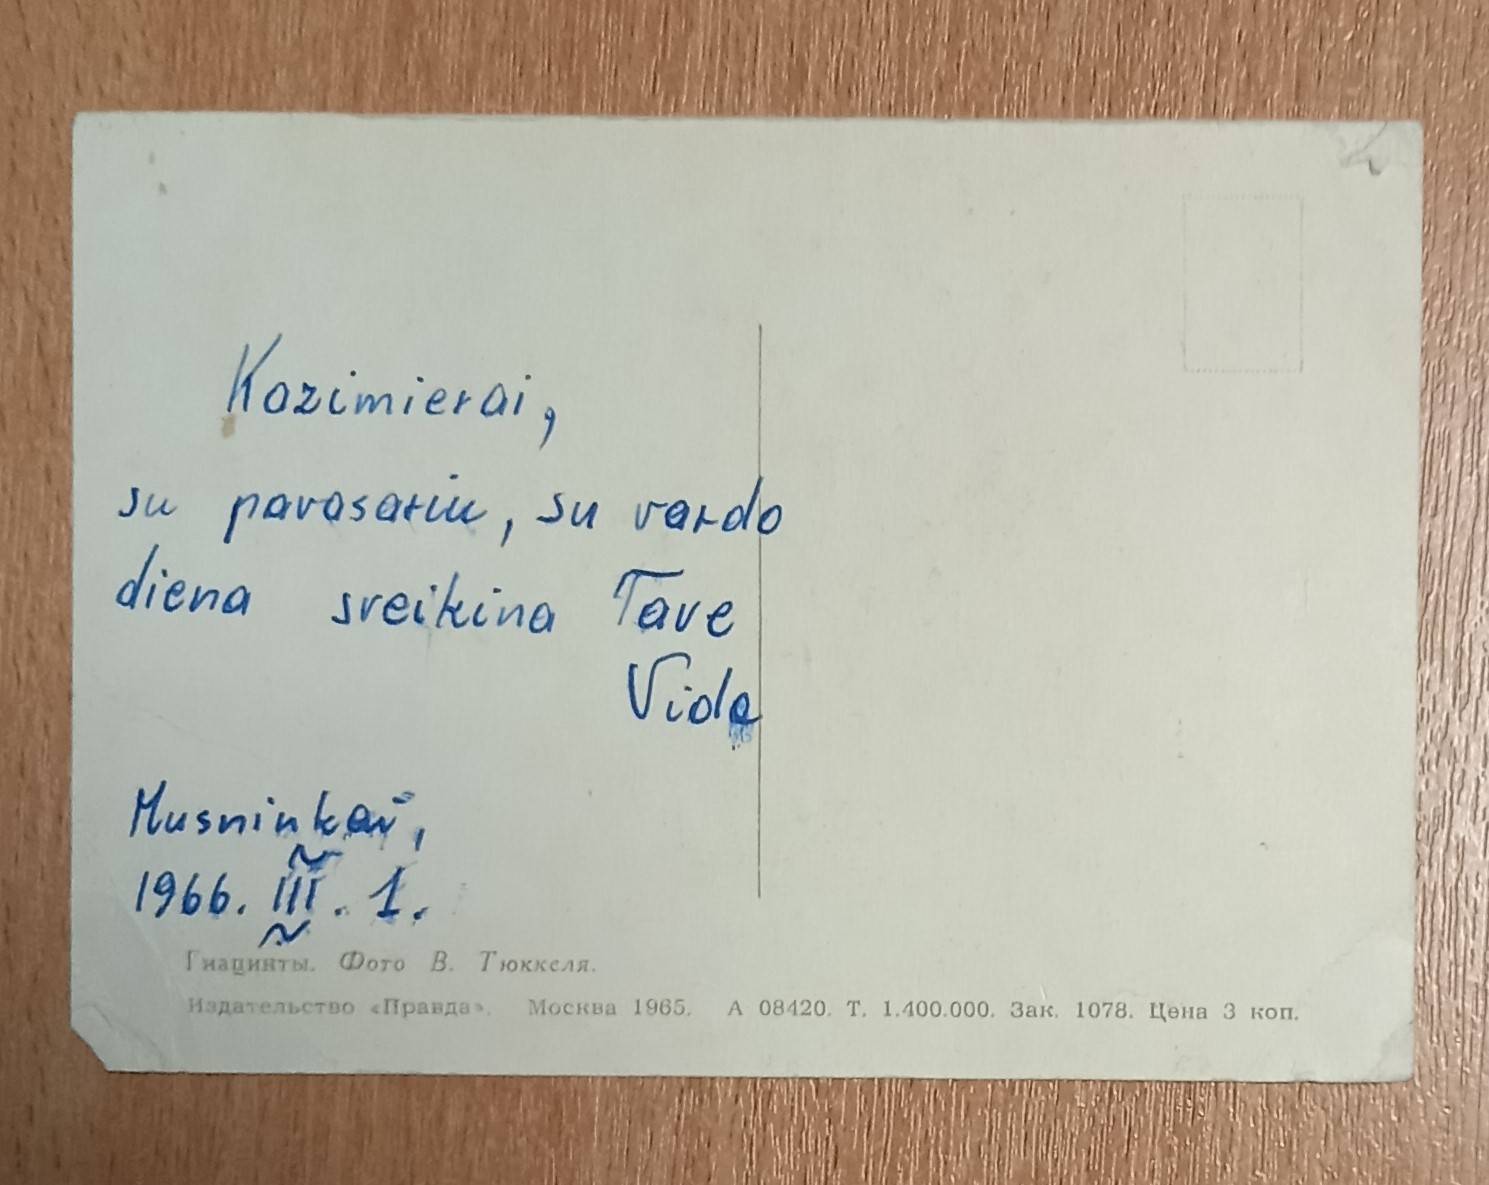 Kazimierai,
su pavasariu, su vardo
diena sveikina Tave
Vida
Musninkai,
1966. III. 1.
Гиацинты. Фото В. Тюккеля.
Издательство «Правда». Москва 1965. А 08420. Т. 1.400.000. Зак. 1078. Цена 3 коп.